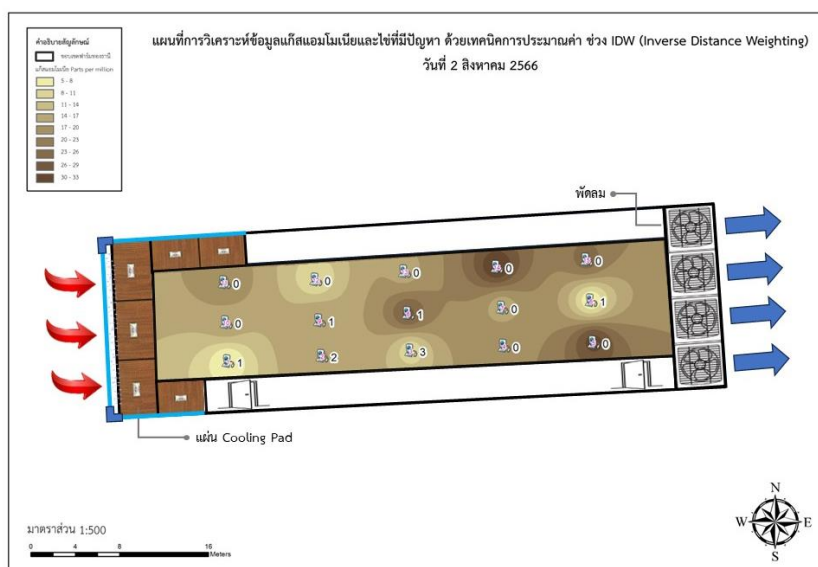 แผนที่การวิเคราะห์ข้อมูลแก๊สแอมโมเนียและไข่ที่มีปัญหา ด้วยเทคนิคการประมาณค่า ช่วง IDW (Inverse Distance Weighting)
วันที่ 2 สิงหาคม 2566
คำอธิบายสัญลักษณ์
แก๊สแอมโมเนีย Parts per million
5 - 8
8 - 11
11 - 14
14 - 17
17 - 20
20 - 23
23 - 26
26 - 29
30 - 33
พัดลม
0 0 0 0 0
0 1 1 0 1
1 2 3 0 0
แผ่น Cooling Pad
มาตราส่วน 1:500
0 4 8 16
Meters
N
W E
S